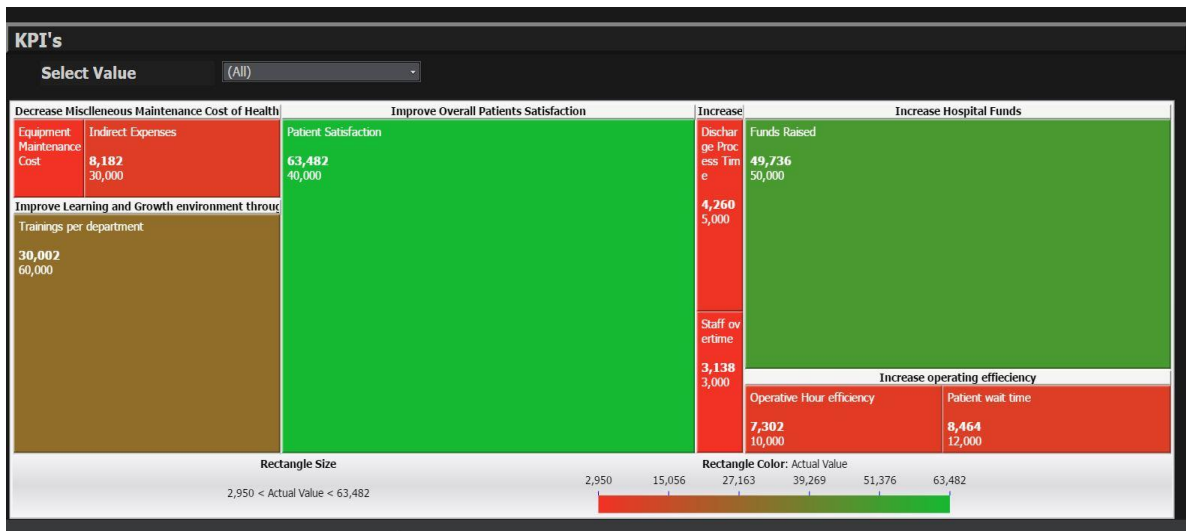 KPI's
Select Value
(All)
Decrease Misclleneous Maintenance Cost of Health
Improve Overall Patients Satisfaction
Increase
Increase Hospital Funds
Equipment
Maintenance
Cost
Indirect Expenses
8,182
30,000
Patient Satisfaction
63,482
40,000
Dischar
ge Proc
ess Tim
e
4,260
5,000
Funds Raised
49,736
50,000
Improve Learning and Growth environment throug
Trainings per department
30,002
60,000
Staff ov
ertime
3,138
3,000
Increase operating effieciency
Operative Hour efficiency
7,302
10,000
Patient wait time
8,464
12,000
Rectangle Size
2,950 < Actual Value < 63,482
Rectangle Color: Actual Value
2,950 15,056 27,163 39,269 51,376 63,482